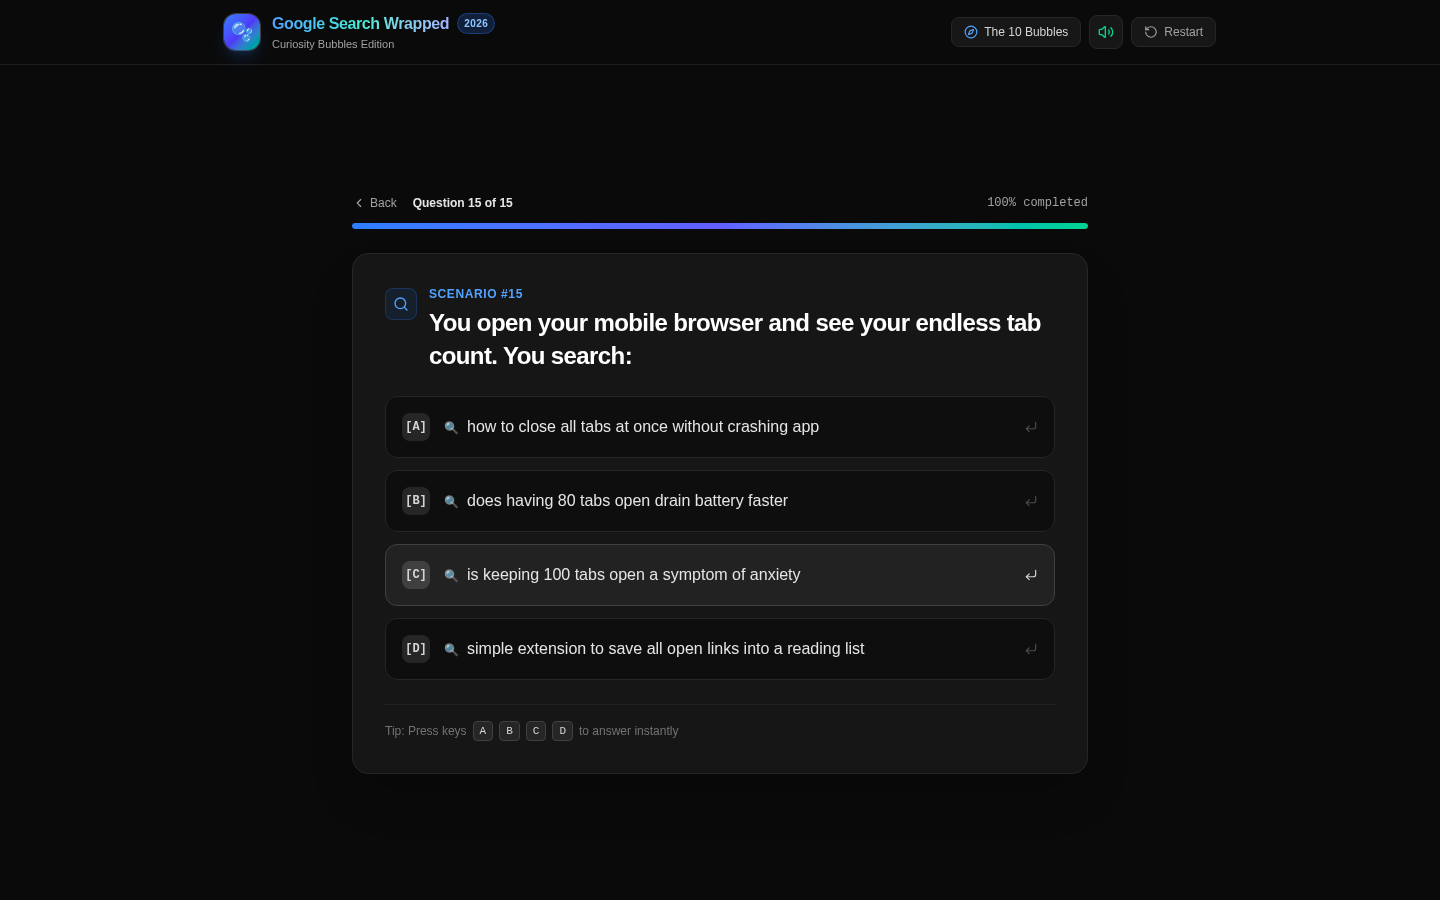 Google Search Wrapped 2026
Curiosity Bubbles Edition
The 10 Bubbles
Restart
Back Question 15 of 15 100% completed
SCENARIO #15
You open your mobile browser and see your endless tab
count. You search:
[A] 🔍 how to close all tabs at once without crashing app
[B] 🔍 does having 80 tabs open drain battery faster
[C] 🔍 is keeping 100 tabs open a symptom of anxiety
[D] 🔍 simple extension to save all open links into a reading list
Tip: Press keys A B C D to answer instantly